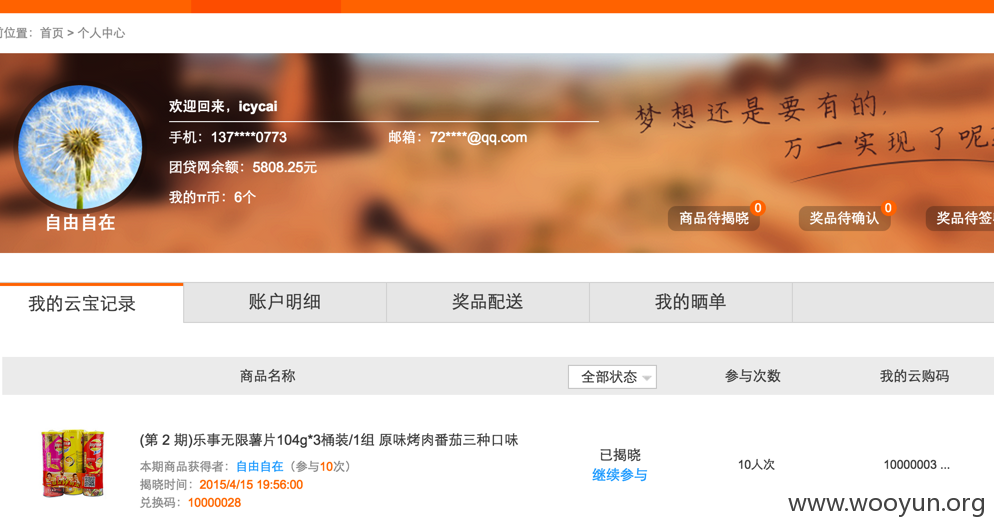 位置：首页 > 个人中心
欢迎回来，icycai
手机：137****0773 邮箱：72****@qq.com
团贷网余额：5808.25元
我的π币：6个
自由自在
梦想还是要有的，
万一实现了呢
商品待揭晓 0 奖品待确认 0 奖品待签
我的云宝记录 账户明细 奖品配送 我的晒单
商品名称 全部状态 参与次数 我的云购码
(第 2 期)乐事无限薯片104g*3桶装/1组 原味烤肉番茄三种口味
本期商品获得者：自由自在（参与10次）
揭晓时间：2015/4/15 19:56:00
兑换码：10000028
已揭晓
继续参与
10人次
10000003 ...
www.wooyun.org